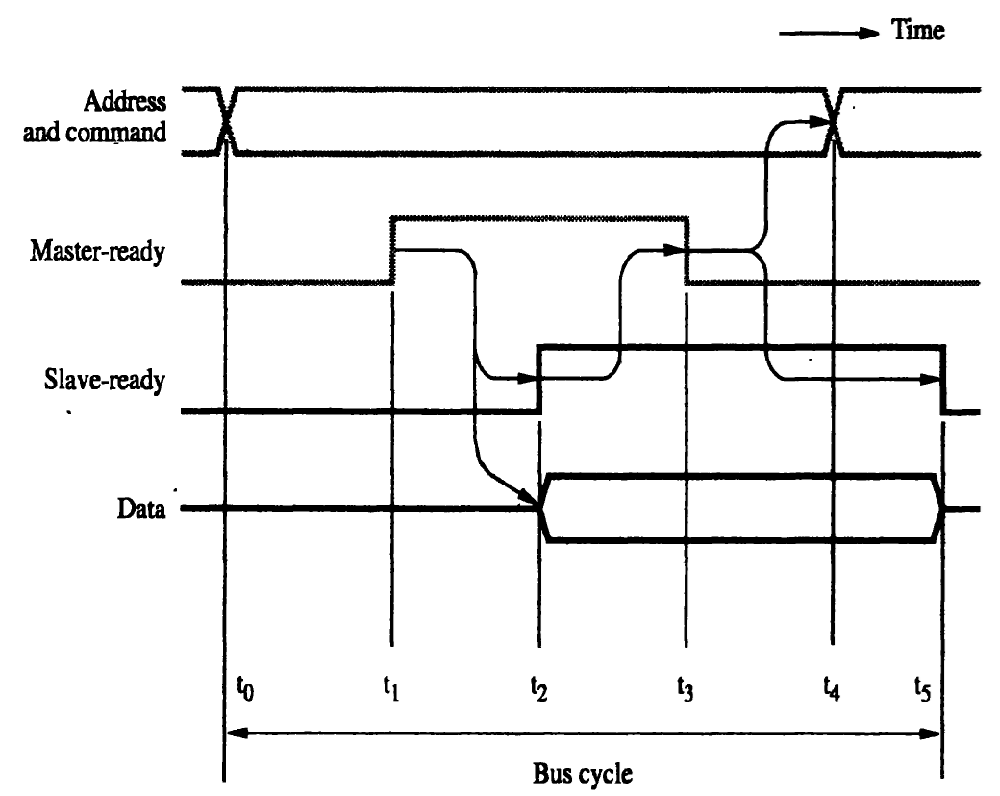 Time
Address
and command
Master-ready
Slave-ready
Data
t0 t1 t2 t3 t4 t5
Bus cycle